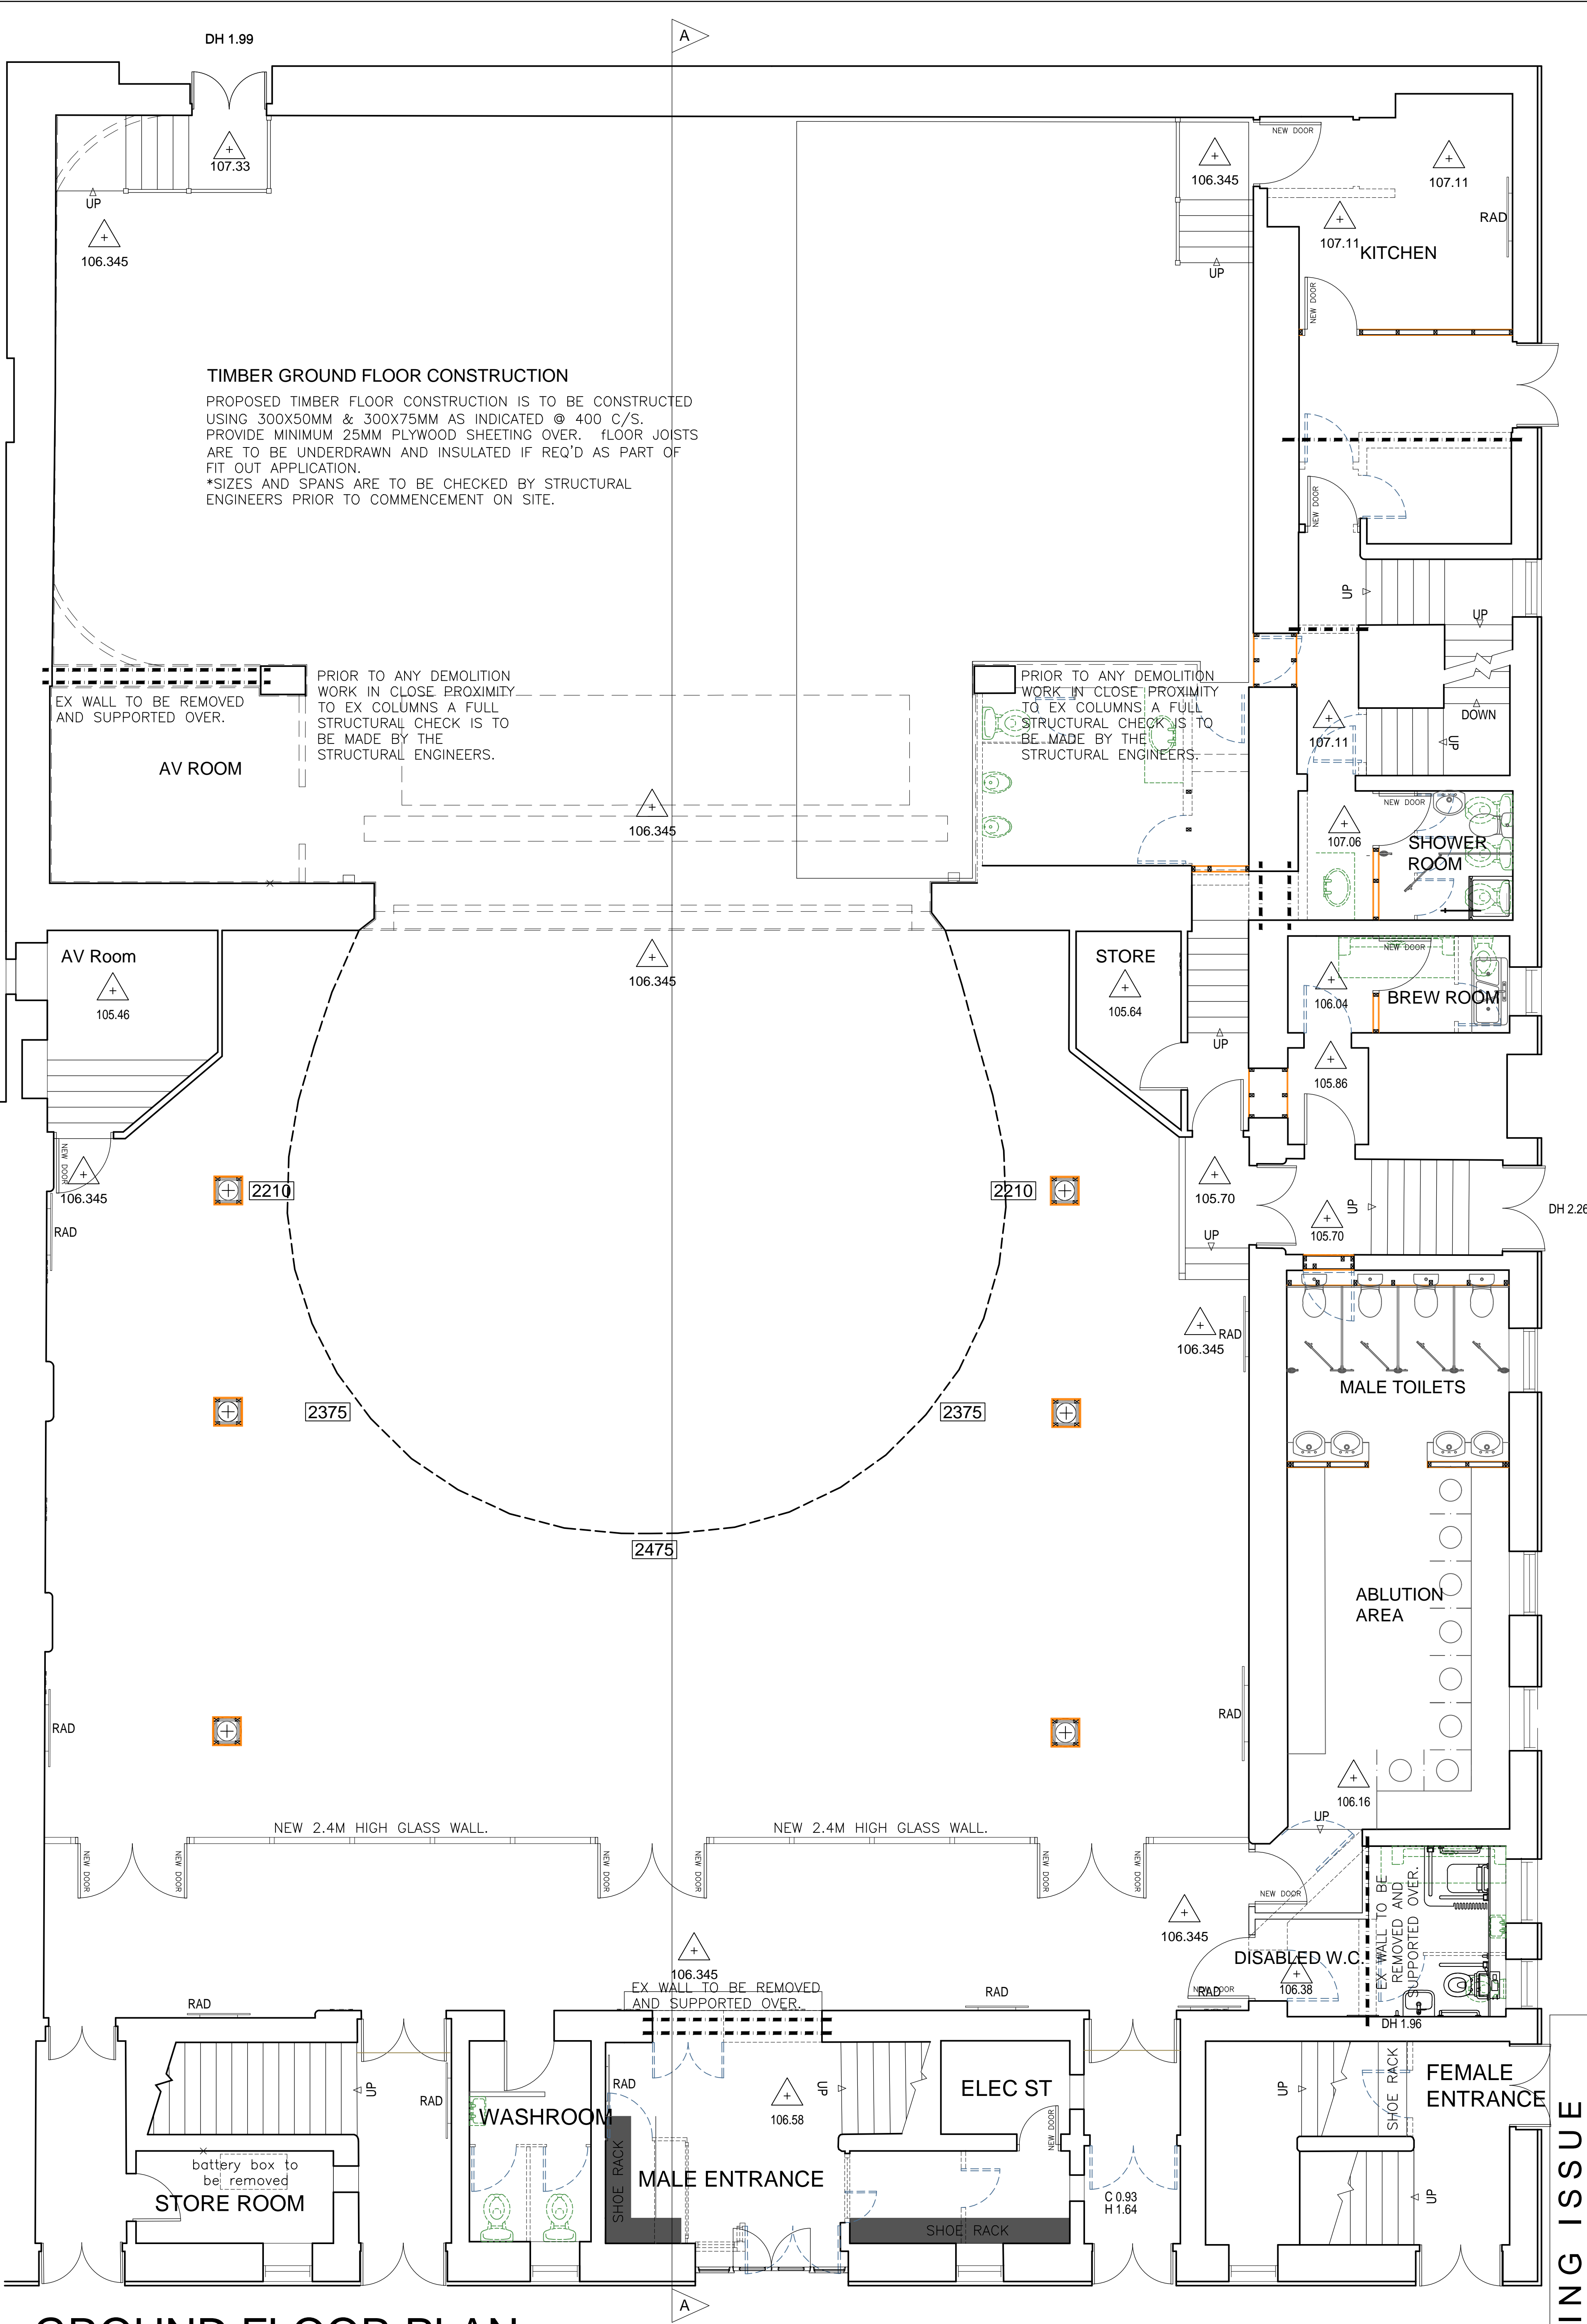 DH 1.99
A
NEW DOOR
107.33
106.345
107.11
UP
107.11
RAD
106.345
KITCHEN
UP
NEW DOOR
TIMBER GROUND FLOOR CONSTRUCTION
PROPOSED TIMBER FLOOR CONSTRUCTION IS TO BE CONSTRUCTED
USING 300X50MM & 300X75MM AS INDICATED @ 400 C/S.
PROVIDE MINIMUM 25MM PLYWOOD SHEETING OVER. fLOOR JOISTS
ARE TO BE UNDERDRAWN AND INSULATED IF REQ'D AS PART OF
FIT OUT APPLICATION.
*SIZES AND SPANS ARE TO BE CHECKED BY STRUCTURAL
ENGINEERS PRIOR TO COMMENCEMENT ON SITE.
NEW DOOR
UP
UP
EX WALL TO BE REMOVED
AND SUPPORTED OVER.
PRIOR TO ANY DEMOLITION
WORK IN CLOSE PROXIMITY
TO EX COLUMNS A FULL
STRUCTURAL CHECK IS TO
BE MADE BY THE
STRUCTURAL ENGINEERS.
PRIOR TO ANY DEMOLITION
WORK IN CLOSE PROXIMITY
TO EX COLUMNS A FULL
STRUCTURAL CHECK IS TO
BE MADE BY THE
STRUCTURAL ENGINEERS.
DOWN
107.11
UP
AV ROOM
106.345
NEW DOOR
107.06
SHOWER
ROOM
AV Room
105.46
106.345
STORE
105.64
NEW DOOR
106.04
BREW ROOM
UP
105.86
NEW DOOR
106.345
2210
2210
105.70
105.70
UP
DH 2.26
RAD
UP
106.345
RAD
MALE TOILETS
2375
2375
2475
ABLUTION
AREA
RAD
RAD
106.16
UP
NEW 2.4M HIGH GLASS WALL.
NEW 2.4M HIGH GLASS WALL.
NEW DOOR
NEW DOOR
NEW DOOR
NEW DOOR
NEW DOOR
NEW DOOR
NEW DOOR
EX WALL TO BE
REMOVED AND
SUPPORTED OVER.
106.345
106.345
DISABLED W.C.
106.38
EX WALL TO BE REMOVED
AND SUPPORTED OVER.
NEW DOOR
RAD
RAD
RAD
DH 1.96
UP
RAD
RAD
WASHROOM
106.58
UP
ELEC ST
NEW DOOR
UP
SHOE RACK
FEMALE
ENTRANCE
battery box to
be removed
STORE ROOM
SHOE RACK
MALE ENTRANCE
C 0.93
H 1.64
UP
SHOE RACK
A
GROUND FLOOR PLAN
ING ISSUE